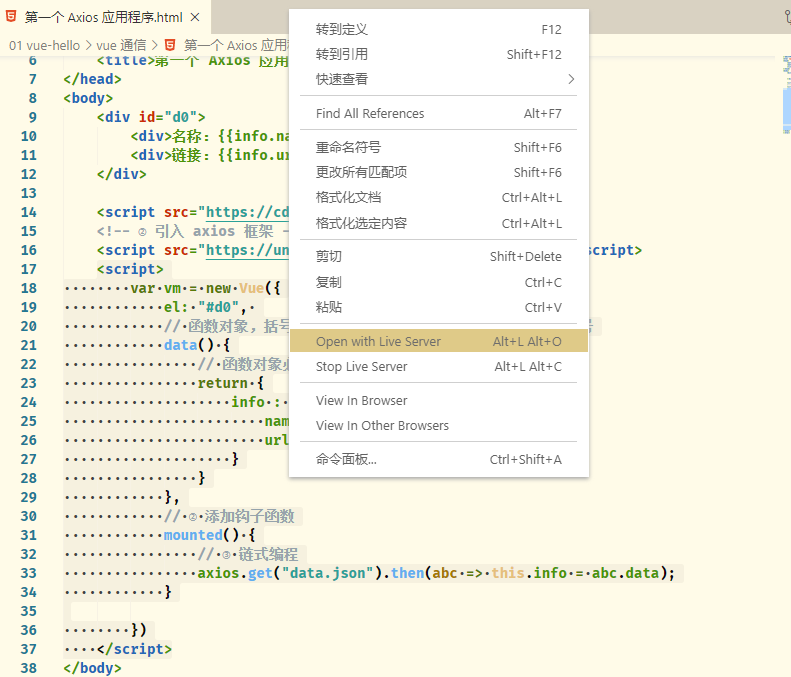 第一个 Axios 应用程序.html ×
01 vue-hello > vue 通信 > 第一个 Axios 应用
6 <title>第一个 Axios 应用
7 </head>
8 <body>
9 <div id="d0">
10 <div>名称：{{info.na
11 <div>链接：{{info.ur
12 </div>
13
14 <script src="https://cd
15 <!-- ② 引入 axios 框架 -
16 <script src="https://un script>
17 <script>
18 var vm = new Vue({
19 el: "#d0",
20 // 函数对象，括号 号
21 data() {
22 // 函数对象必
23 return {
24 info :
25 nam
26 url
27 }
28 }
29 },
30 // ② 添加钩子函数
31 mounted() {
32 // ③ 链式编程
33 axios.get("data.json").then(abc => this.info = abc.data);
34 }
35
36 })
37 </script>
38 </body>
转到定义 F12
转到引用 Shift+F12
快速查看 >
Find All References Alt+F7
重命名符号 Shift+F6
更改所有匹配项 Shift+F6
格式化文档 Ctrl+Alt+L
格式化选定内容 Ctrl+Alt+L
剪切 Shift+Delete
复制 Ctrl+C
粘贴 Ctrl+V
Open with Live Server Alt+L Alt+O
Stop Live Server Alt+L Alt+C
View In Browser
View In Other Browsers
命令面板... Ctrl+Shift+A